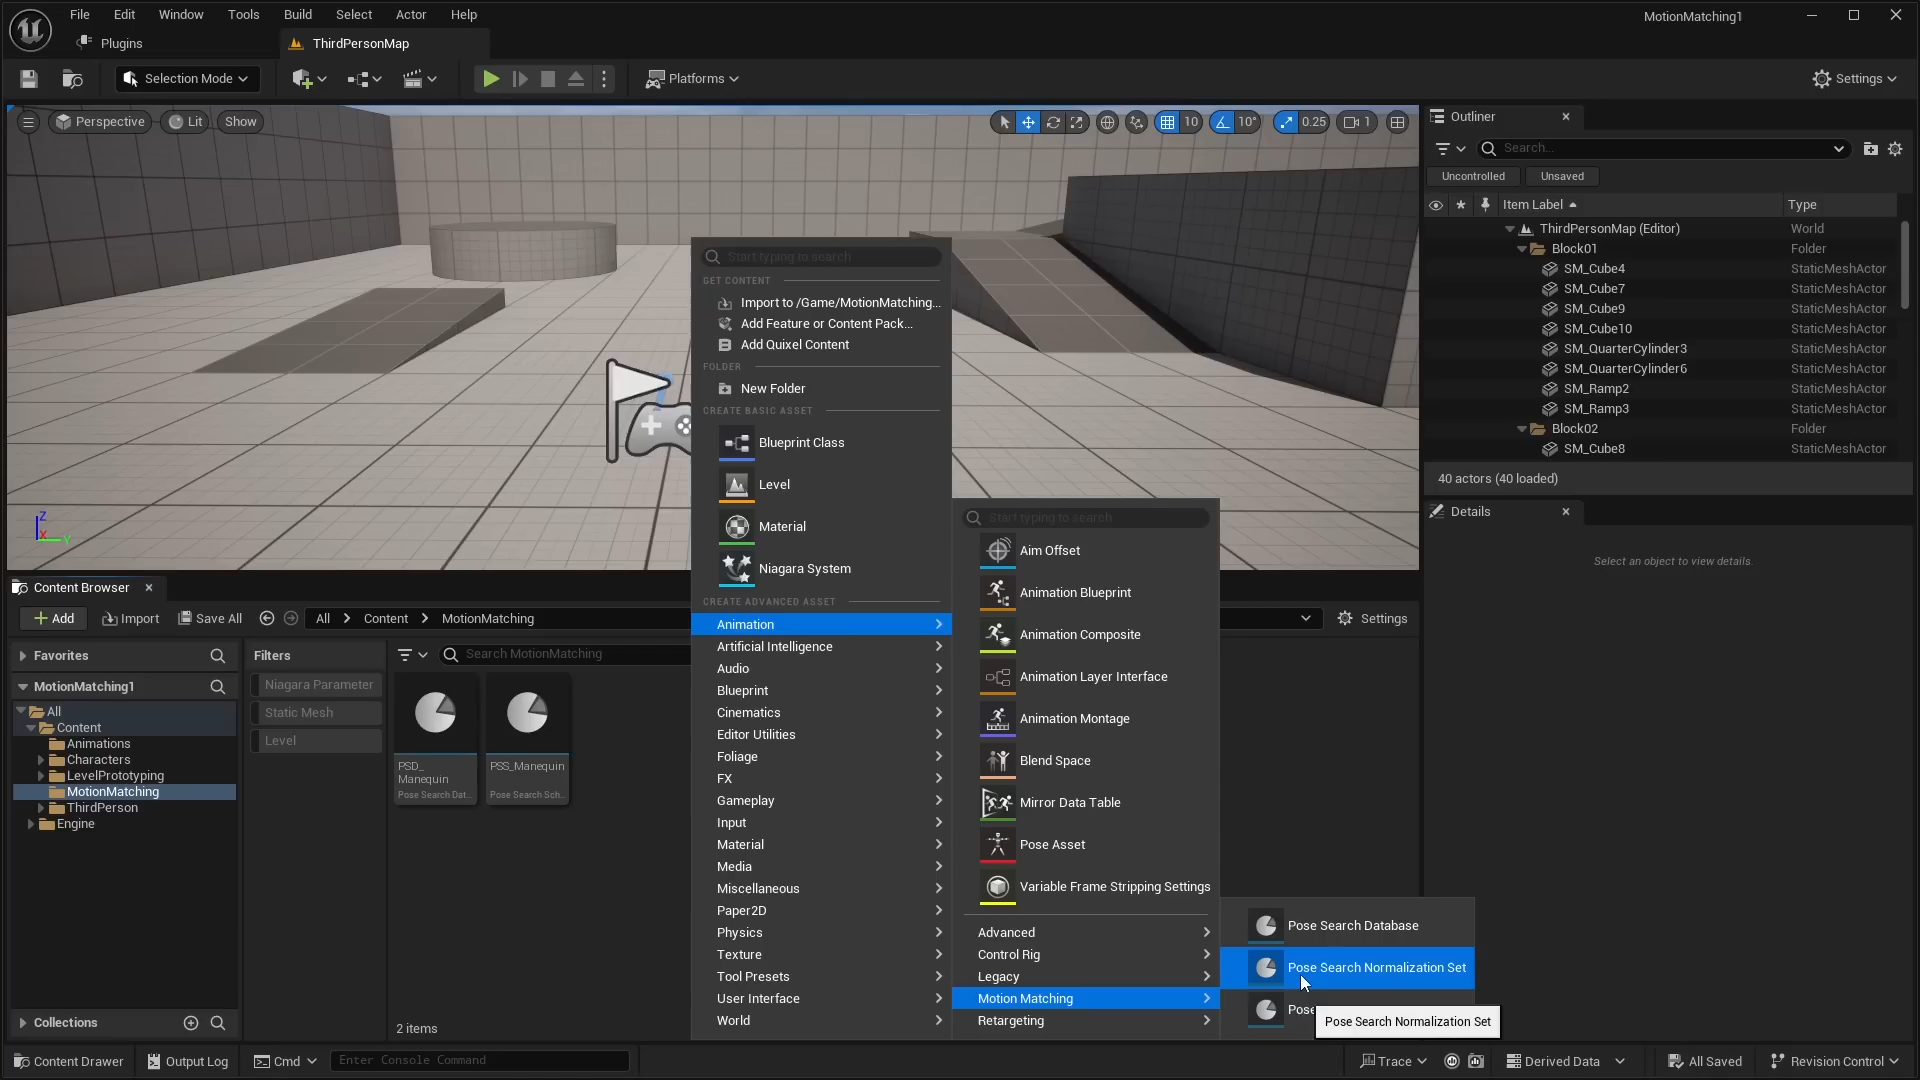 File
Edit
Window
Tools
Build
Select
Actor
Help
MotionMatching1
Plugins
ThirdPersonMap
Selection Mode
Platforms
Settings
Perspective
Lit
Show
10
10°
0.25
1
Outliner
Search...
Uncontrolled
Unsaved
Item Label
Type
ThirdPersonMap (Editor)
World
Block01
Folder
SM_Cube4
StaticMeshActor
SM_Cube7
StaticMeshActor
SM_Cube9
StaticMeshActor
SM_Cube10
StaticMeshActor
SM_QuarterCylinder3
StaticMeshActor
SM_QuarterCylinder6
StaticMeshActor
SM_Ramp2
StaticMeshActor
SM_Ramp3
StaticMeshActor
Block02
Folder
SM_Cube8
StaticMeshActor
40 actors (40 loaded)
Details
Select an object to view details.
Z
X
Y
Start typing to search
GET CONTENT
Import to /Game/MotionMatching...
Add Feature or Content Pack...
Add Quixel Content
FOLDER
New Folder
CREATE BASIC ASSET
Blueprint Class
Level
Material
Niagara System
CREATE ADVANCED ASSET
Animation
Artificial Intelligence
Audio
Blueprint
Cinematics
Editor Utilities
Foliage
FX
Gameplay
Input
Material
Media
Miscellaneous
Paper2D
Physics
Texture
Tool Presets
User Interface
World
Start typing to search
Aim Offset
Animation Blueprint
Animation Composite
Animation Layer Interface
Animation Montage
Blend Space
Mirror Data Table
Pose Asset
Variable Frame Stripping Settings
Advanced
Control Rig
Legacy
Motion Matching
Retargeting
Pose Search Database
Pose Search Normalization Set
Pose
Pose Search Normalization Set
Content Browser
Add
Import
Save All
All
Content
MotionMatching
Settings
Favorites
MotionMatching1
All
Content
Animations
Characters
LevelPrototyping
MotionMatching
ThirdPerson
Engine
Collections
Filters
Niagara Parameter
Static Mesh
Level
Search MotionMatching
PSD_
Manequin
Pose Search Dat...
PSS_Manequin
Pose Search Sch...
2 items
Content Drawer
Output Log
Cmd
Enter Console Command
Trace
Derived Data
All Saved
Revision Control